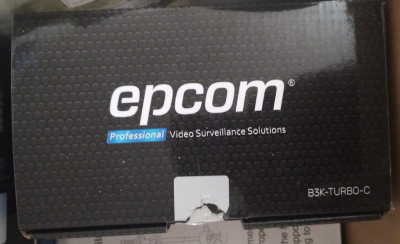 epcom®
Professional Video Surveillance Solutions
B3K-TURBO-C